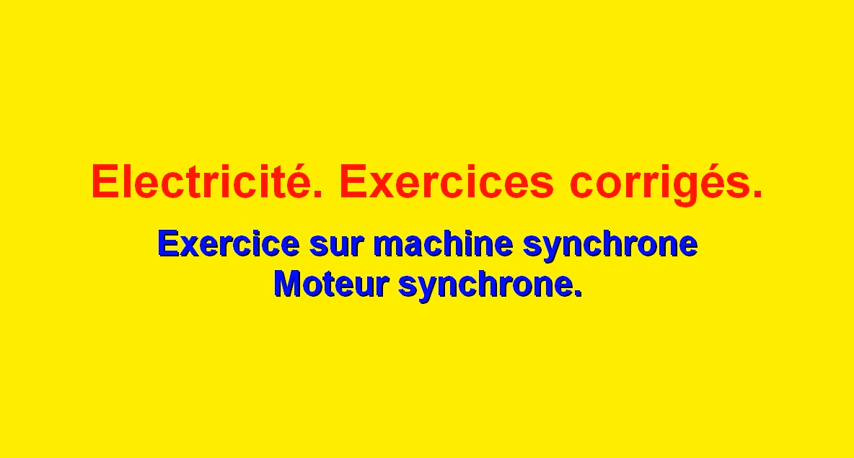 Electricité. Exercices corrigés.
Exercice sur machine synchrone
Moteur synchrone.